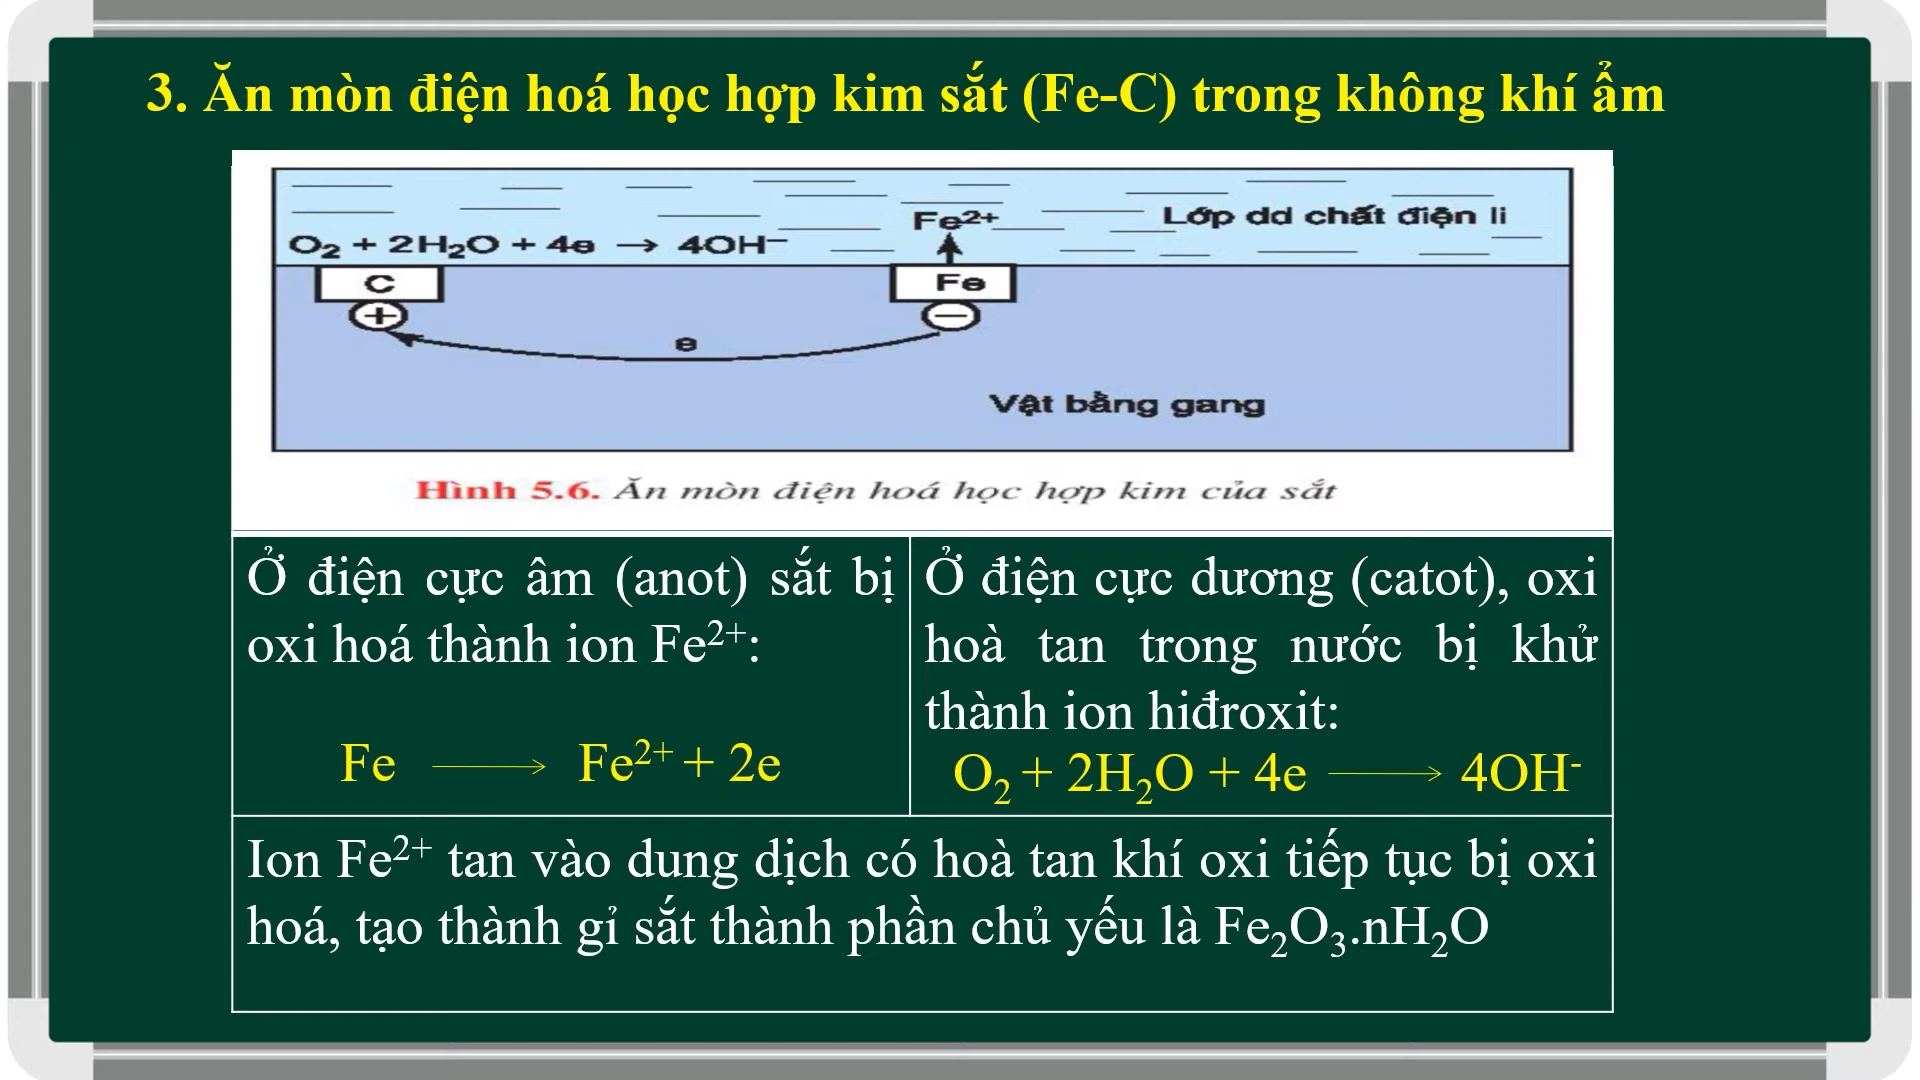 3. Ăn mòn điện hoá học hợp kim sắt (Fe-C) trong không khí ẩm
Fe²⁺
Lớp dd chất điện li
O₂ + 2H₂O + 4e → 4OH⁻
C
Fe
+
−
e
Vật bằng gang
Hình 5.6. Ăn mòn điện hoá học hợp kim của sắt
Ở điện cực âm (anot) sắt bị
oxi hoá thành ion Fe²⁺:
Fe → Fe²⁺ + 2e
Ở điện cực dương (catot), oxi
hoà tan trong nước bị khử
thành ion hiđroxit:
O₂ + 2H₂O + 4e → 4OH⁻
Ion Fe²⁺ tan vào dung dịch có hoà tan khí oxi tiếp tục bị oxi
hoá, tạo thành gỉ sắt thành phần chủ yếu là Fe₂O₃.nH₂O